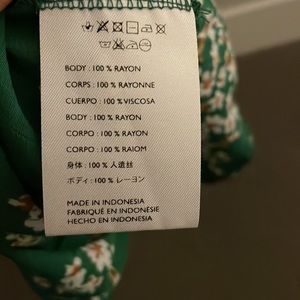 BODY : 100 % RAYON
CORPS : 100 % RAYONNE
CUERPO : 100 % VISCOSA
BODY : 100 % RAYON
CORPO : 100 % RAYON
CORPO : 100 % RAIOM
身体 : 100 % 人造丝
ボディ : 100 % レーヨン
MADE IN INDONESIA
FABRIQUÉ EN INDONESIE
HECHO EN INDONESIA